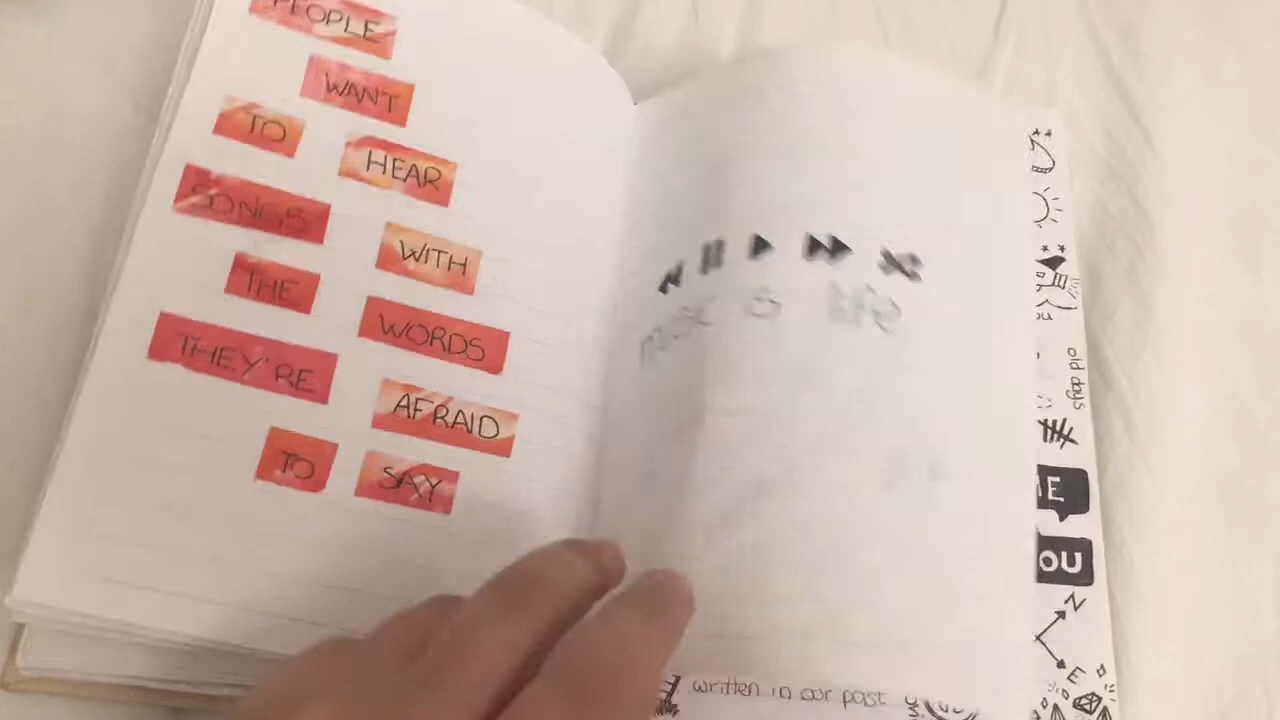 PEOPLE
WANT
TO HEAR
SONGS WITH
THE WORDS
THEY'RE AFRAID
TO SAY
old days
E
OU
N
E
written in our past